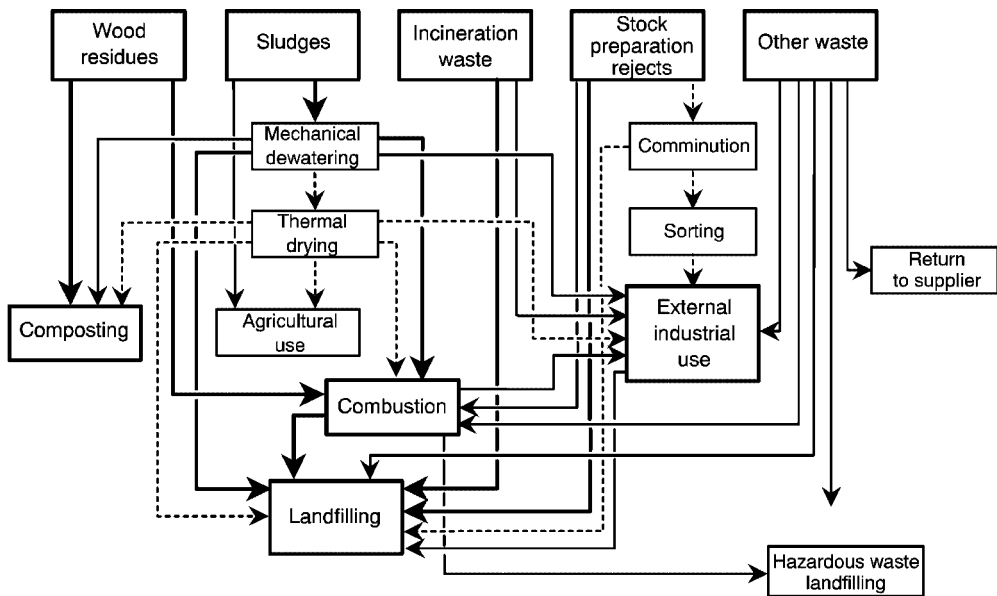 Wood
residues
Sludges
Incineration
waste
Stock
preparation
rejects
Other waste
Mechanical
dewatering
Comminution
Thermal
drying
Sorting
Return
to supplier
Composting
Agricultural
use
External
industrial
use
Combustion
Landfilling
Hazardous waste
landfilling